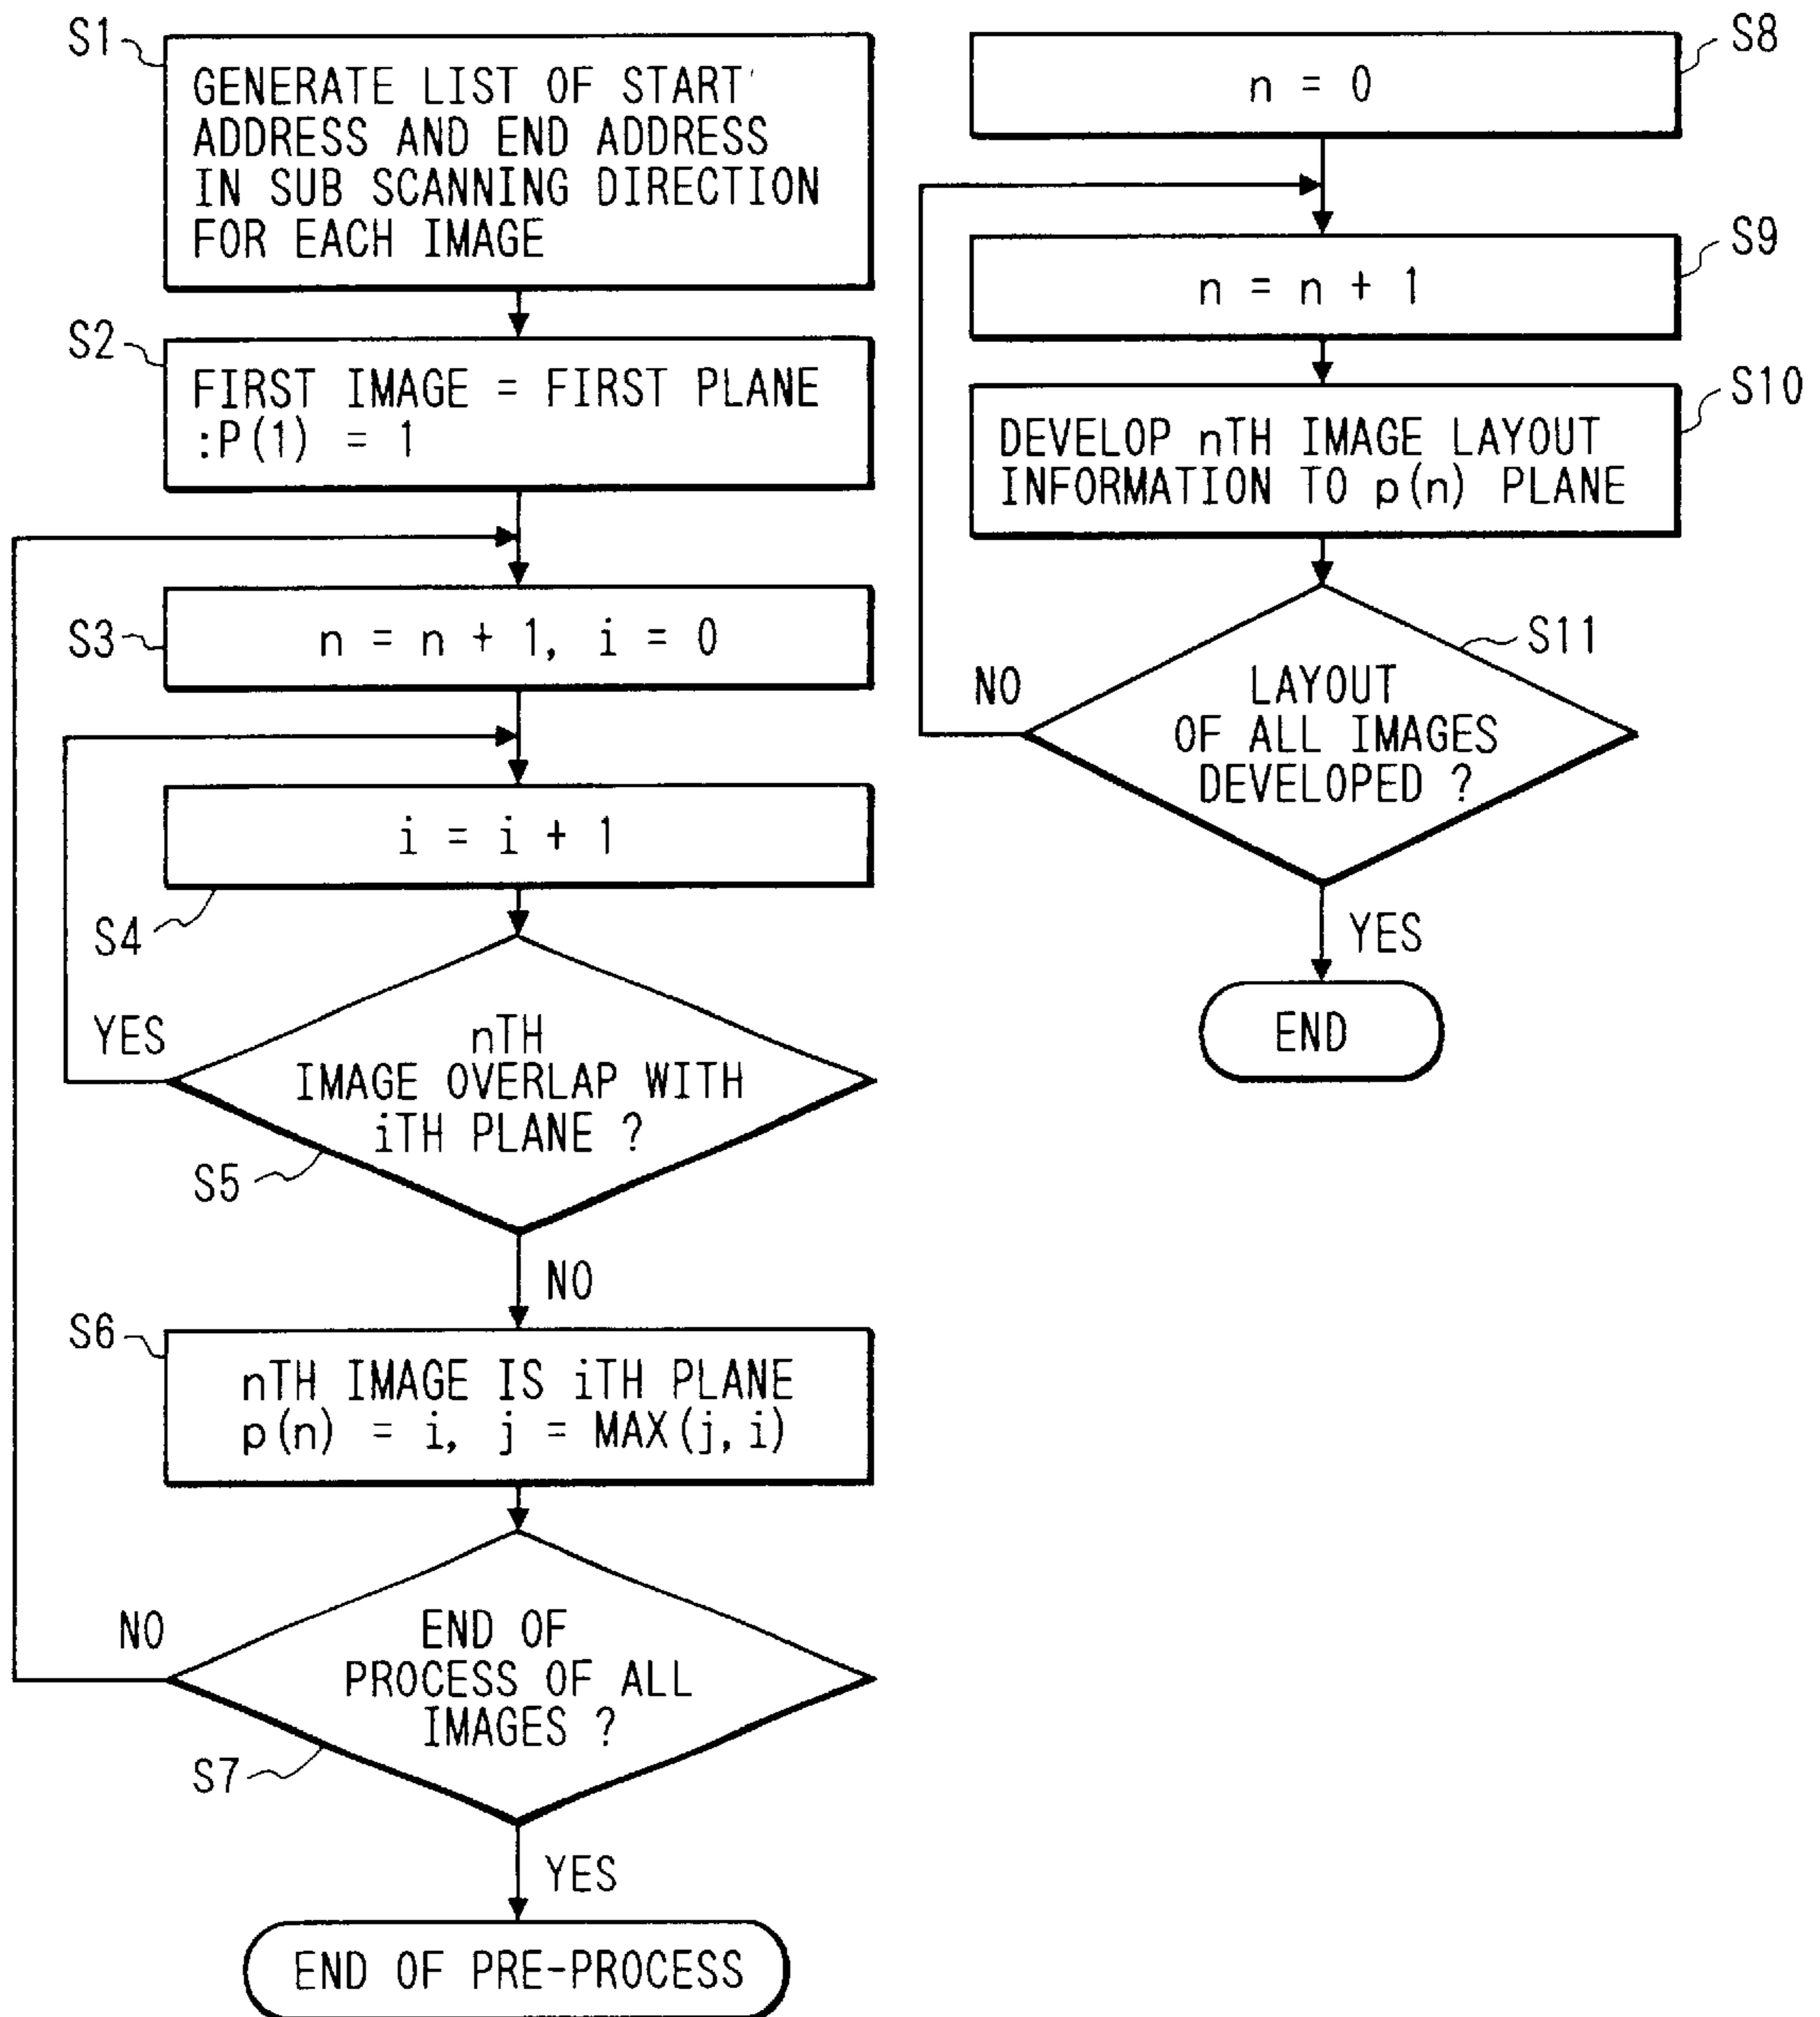 S1
GENERATE LIST OF START
ADDRESS AND END ADDRESS
IN SUB SCANNING DIRECTION
FOR EACH IMAGE
S2
FIRST IMAGE = FIRST PLANE
:P(1) = 1
S3
n = n + 1, i = 0
i = i + 1
S4
YES
nTH
IMAGE OVERLAP WITH
iTH PLANE ?
S5
NO
S6
nTH IMAGE IS iTH PLANE
p(n) = i, j = MAX(j, i)
NO
END OF
PROCESS OF ALL
IMAGES ?
S7
YES
END OF PRE-PROCESS
S8
n = 0
S9
n = n + 1
S10
DEVELOP nTH IMAGE LAYOUT
INFORMATION TO p(n) PLANE
S11
NO
LAYOUT
OF ALL IMAGES
DEVELOPED ?
YES
END